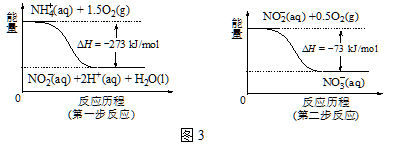 能量
NH₄⁺(aq) + 1.5O₂(g)
ΔH = −273 kJ/mol
NO₂⁻(aq) +2H⁺(aq) + H₂O(l)
0
反应历程
(第一步反应)
能量
NO₂⁻(aq) +0.5O₂(g)
ΔH = −73 kJ/mol
NO₃⁻(aq)
0
反应历程
(第二步反应)
图 3